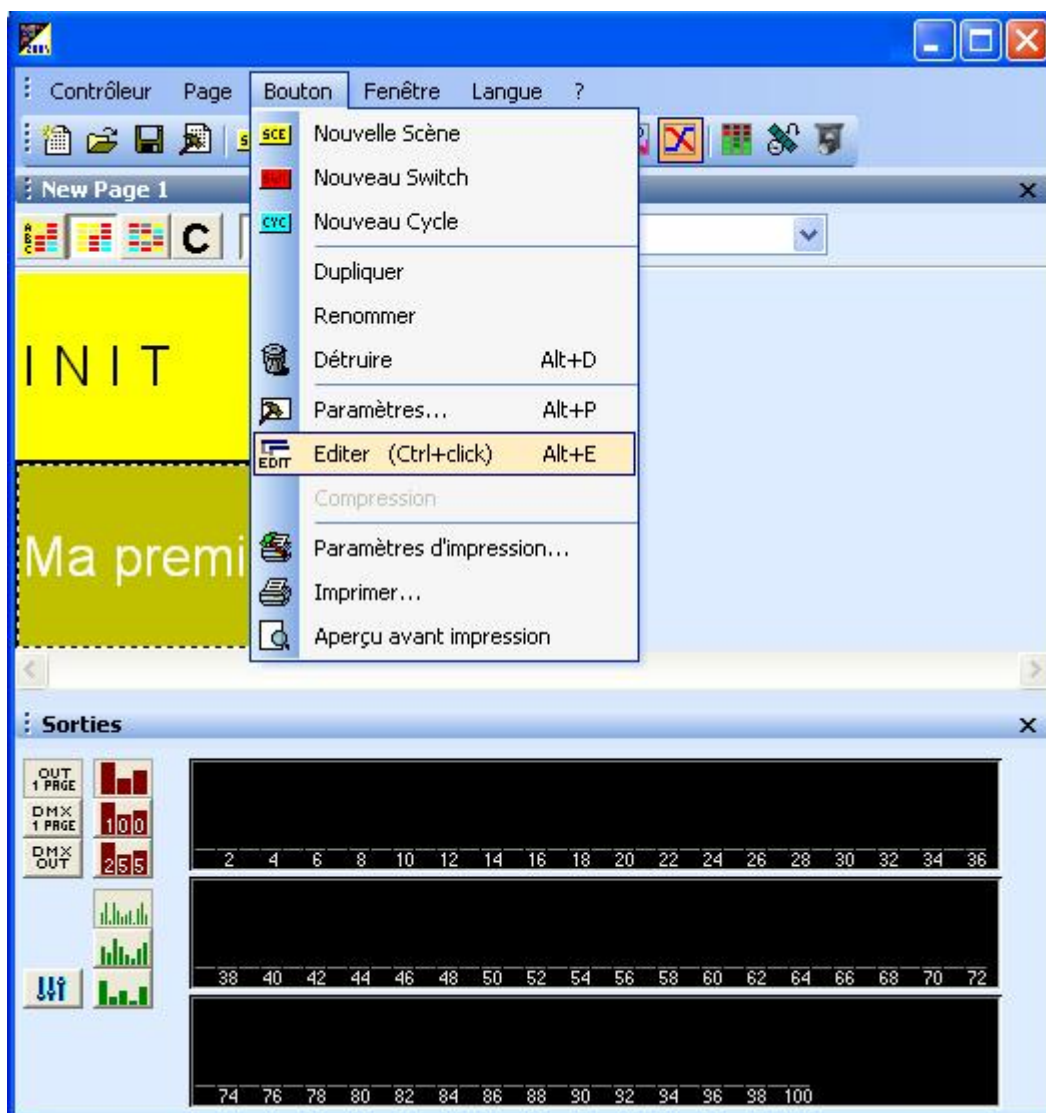 2005
Contrôleur Page Bouton Fenêtre Langue ?
SCE Nouvelle Scène
Nouveau Switch
CYC Nouveau Cycle
New Page 1
ABC C
Dupliquer
Renommer
INIT
Détruire Alt+D
Paramètres... Alt+P
EDIT Editer (Ctrl+click) Alt+E
Compression
Ma premi
Paramètres d'impression...
Imprimer...
Aperçu avant impression
Sorties
OUT 1 PAGE
DMX 1 PAGE 100
DMX OUT 255
2 4 6 8 10 12 14 16 18 20 22 24 26 28 30 32 34 36
38 40 42 44 46 48 50 52 54 56 58 60 62 64 66 68 70 72
74 76 78 80 82 84 86 88 90 92 94 96 98 100